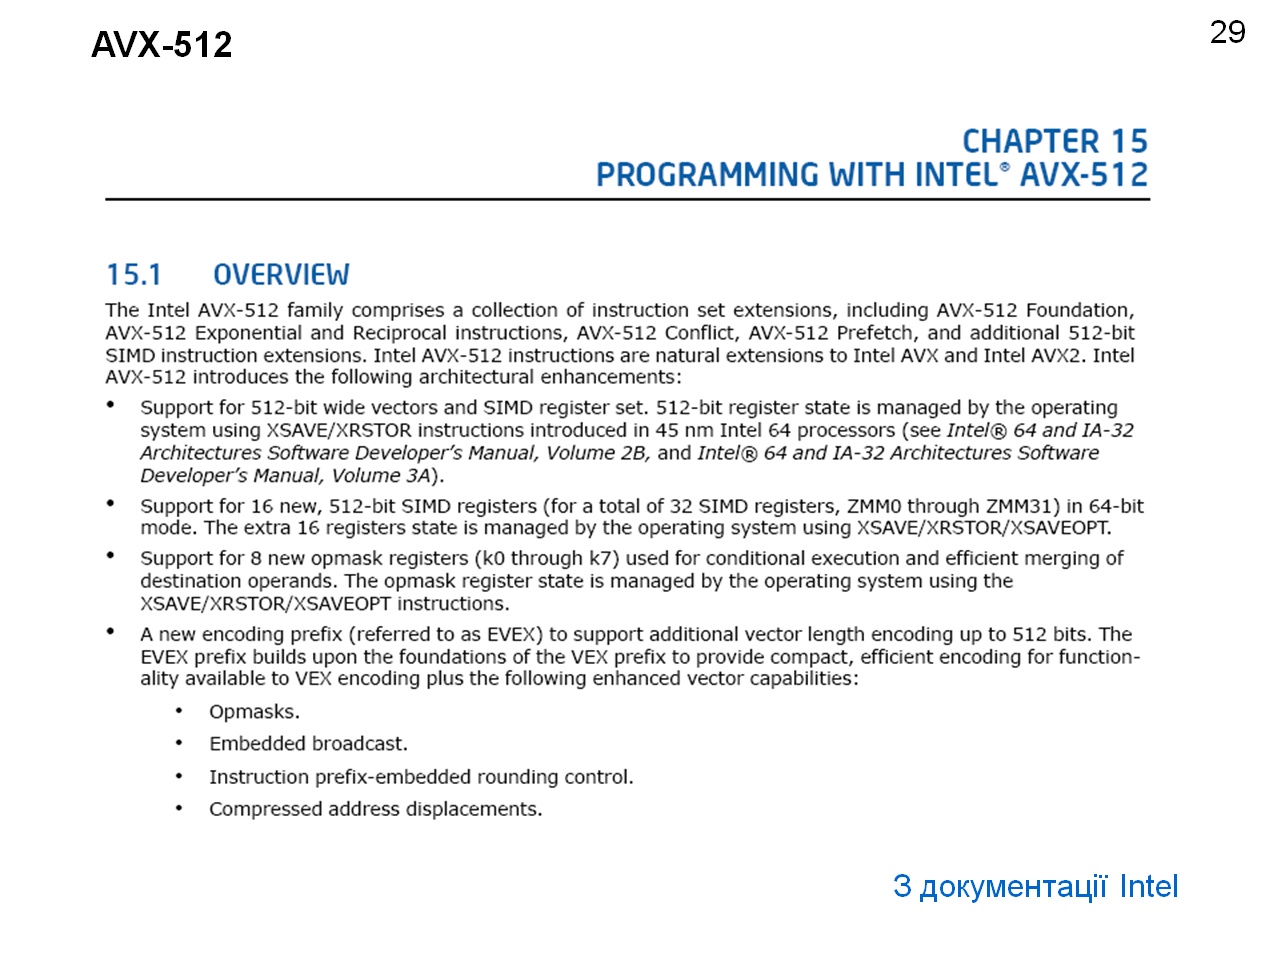 AVX-512
29
CHAPTER 15
PROGRAMMING WITH INTEL® AVX-512
15.1 OVERVIEW
The Intel AVX-512 family comprises a collection of instruction set extensions, including AVX-512 Foundation,
AVX-512 Exponential and Reciprocal instructions, AVX-512 Conflict, AVX-512 Prefetch, and additional 512-bit
SIMD instruction extensions. Intel AVX-512 instructions are natural extensions to Intel AVX and Intel AVX2. Intel
AVX-512 introduces the following architectural enhancements:
• Support for 512-bit wide vectors and SIMD register set. 512-bit register state is managed by the operating
system using XSAVE/XRSTOR instructions introduced in 45 nm Intel 64 processors (see Intel® 64 and IA-32
Architectures Software Developer's Manual, Volume 2B, and Intel® 64 and IA-32 Architectures Software
Developer's Manual, Volume 3A).
• Support for 16 new, 512-bit SIMD registers (for a total of 32 SIMD registers, ZMM0 through ZMM31) in 64-bit
mode. The extra 16 registers state is managed by the operating system using XSAVE/XRSTOR/XSAVEOPT.
• Support for 8 new opmask registers (k0 through k7) used for conditional execution and efficient merging of
destination operands. The opmask register state is managed by the operating system using the
XSAVE/XRSTOR/XSAVEOPT instructions.
• A new encoding prefix (referred to as EVEX) to support additional vector length encoding up to 512 bits. The
EVEX prefix builds upon the foundations of the VEX prefix to provide compact, efficient encoding for function-
ality available to VEX encoding plus the following enhanced vector capabilities:
• Opmasks.
• Embedded broadcast.
• Instruction prefix-embedded rounding control.
• Compressed address displacements.
З документації Intel